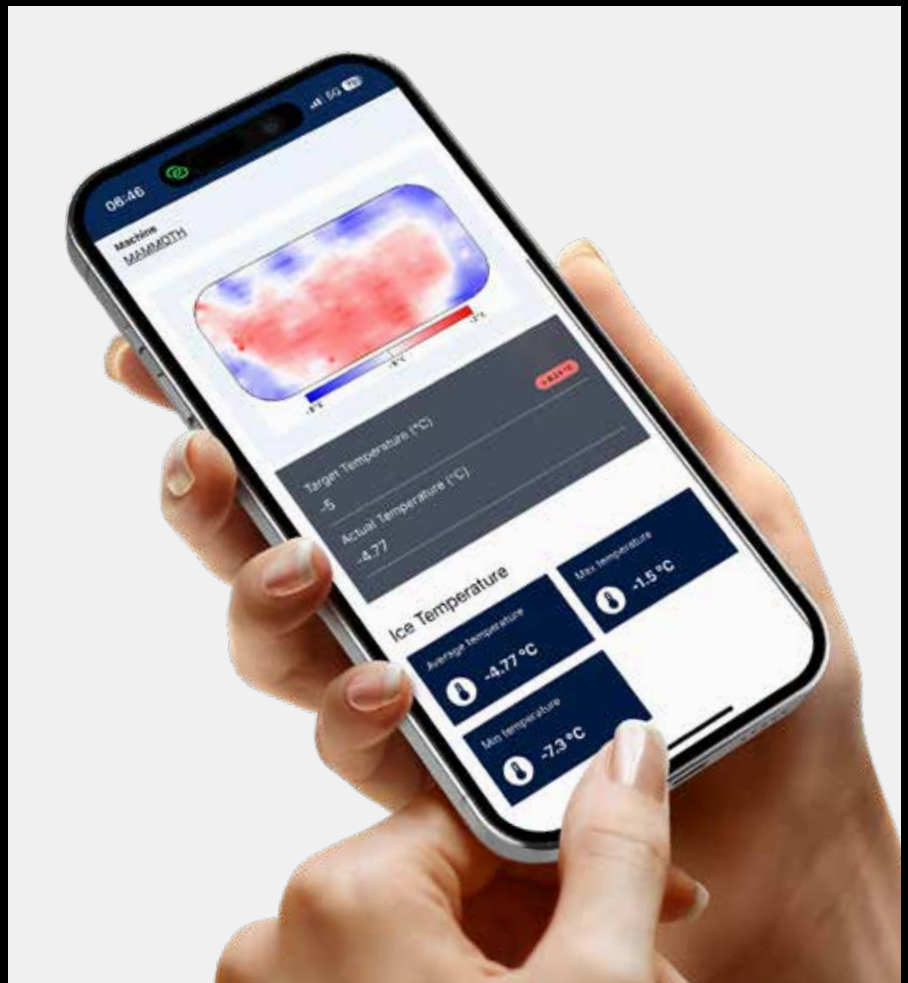 06:46
5G
Machine
MAMMOTH
Target Temperature (°C)
-5
Actual Temperature (°C)
-4.77
Ice Temperature
Average temperature
-4.77 °C
Max temperature
-1.5 °C
Min temperature
-7.3 °C